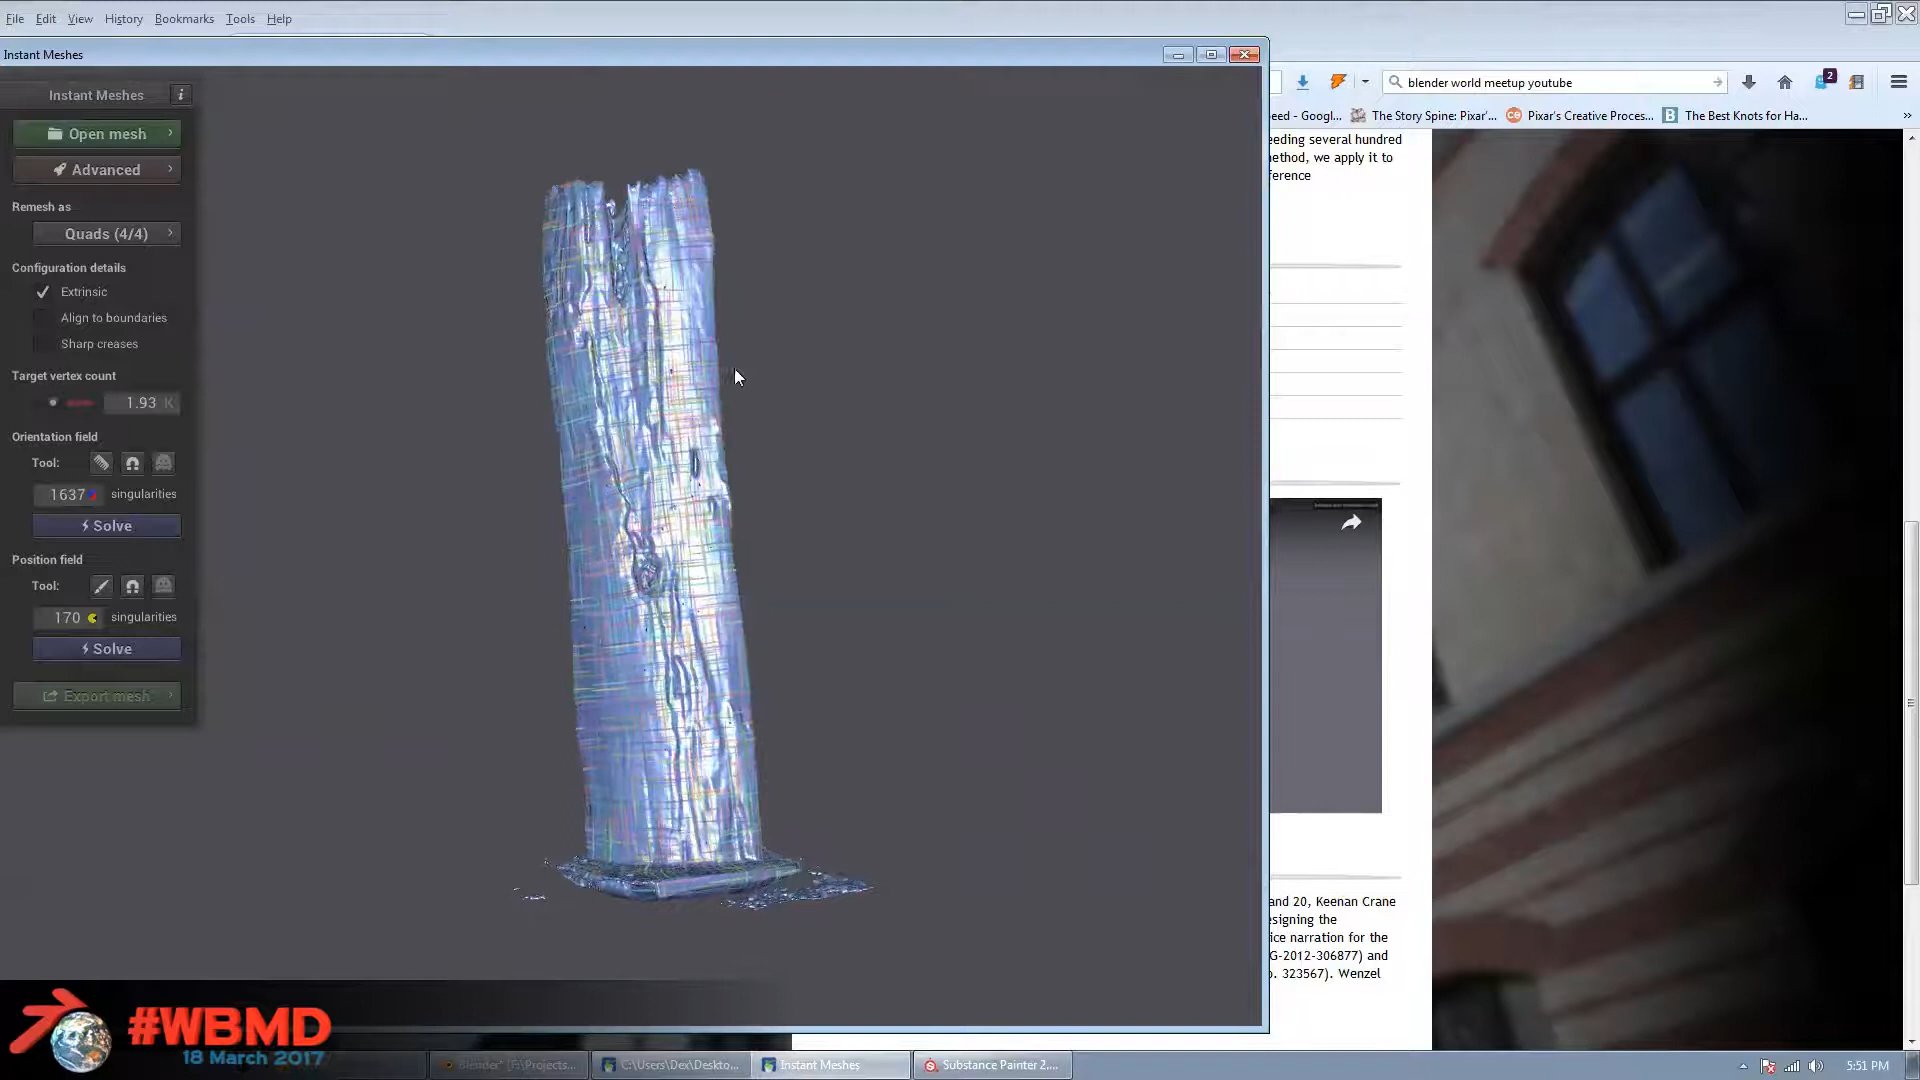 File Edit View History Bookmarks Tools Help
Instant Meshes
blender world meetup youtube
2
eed - Googl... The Story Spine: Pixar'... Pixar's Creative Proces... The Best Knots for Ha...
Instant Meshes i
Open mesh
Advanced
Remesh as
Quads (4/4)
Configuration details
Extrinsic
Align to boundaries
Sharp creases
Target vertex count
1.93 K
Orientation field
Tool:
1637 singularities
Solve
Position field
Tool:
170 singularities
Solve
Export mesh
eeding several hundred
ethod, we apply it to
ference
and 20, Keenan Crane
esigning the
ice narration for the
G-2012-306877) and
o. 323567). Wenzel
#WBMD
18 March 2017
Blender* [F:\Projects... C:\Users\Dex\Deskto... Instant Meshes Substance Painter 2.... 5:51 PM